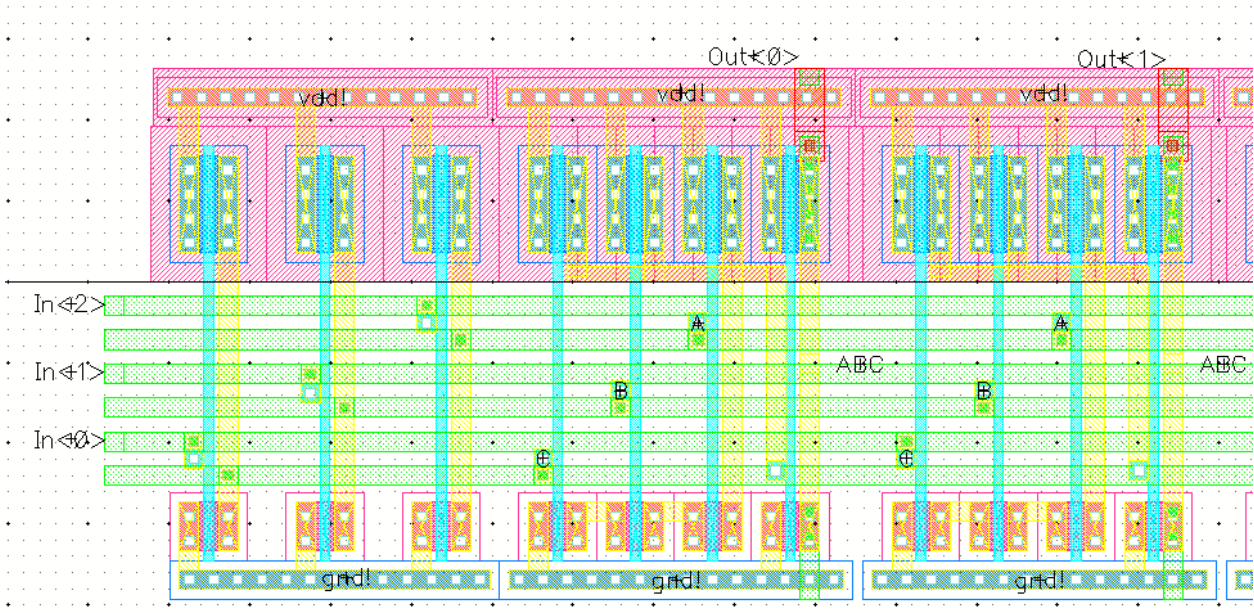 Out<0>
Out<1>
vdd!
vdd!
vdd!
In<2>
A
A
In<1>
ABC
ABC
B
B
In<0>
C
C
gnd!
gnd!
gnd!